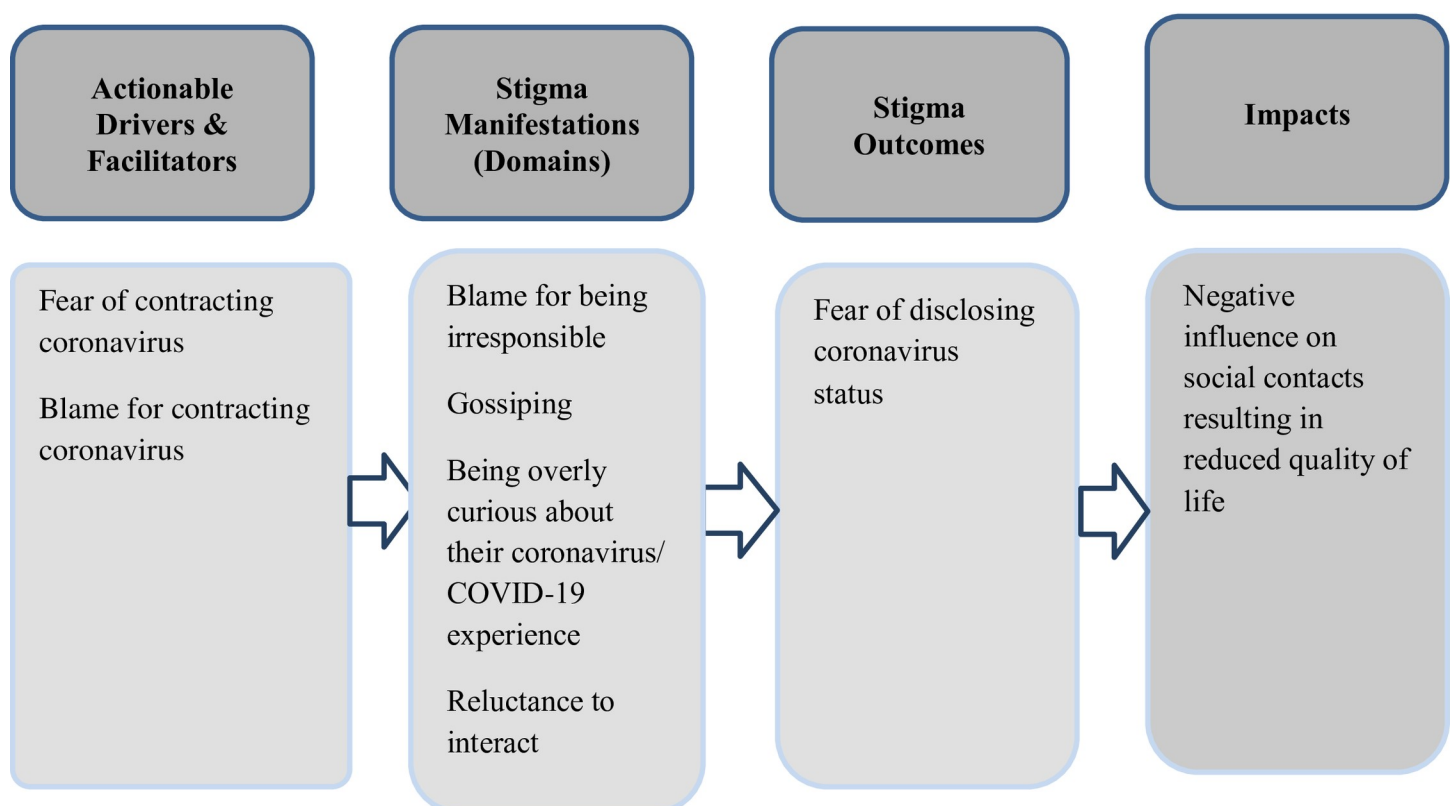 Actionable
Drivers &
Facilitators
Stigma
Manifestations
(Domains)
Stigma
Outcomes
Impacts
Fear of contracting
coronavirus
Blame for contracting
coronavirus
Blame for being
irresponsible
Gossiping
Being overly
curious about
their coronavirus/
COVID-19
experience
Reluctance to
interact
Fear of disclosing
coronavirus
status
Negative
influence on
social contacts
resulting in
reduced quality of
life